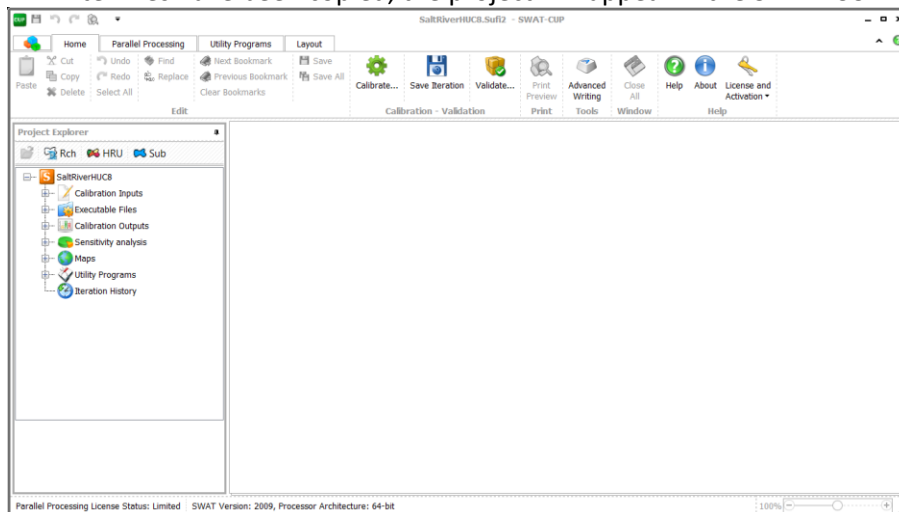 SaltRiverHUC8.Sufi2 - SWAT-CUP
Home Parallel Processing Utility Programs Layout
Paste
Cut
Copy
Delete
Undo
Redo
Select All
Find
Replace
Next Bookmark
Previous Bookmark
Clear Bookmarks
Save
Save All
Edit
Calibrate... Save Iteration Validate...
Calibration - Validation
Print Preview
Print
Advanced Writing
Tools
Close All
Window
Help About License and Activation
Help
Project Explorer
Rch HRU Sub
SaltRiverHUC8
Calibration Inputs
Executable Files
Calibration Outputs
Sensitivity analysis
Maps
Utility Programs
Iteration History
Parallel Processing License Status: Limited SWAT Version: 2009, Processor Architecture: 64-bit 100%